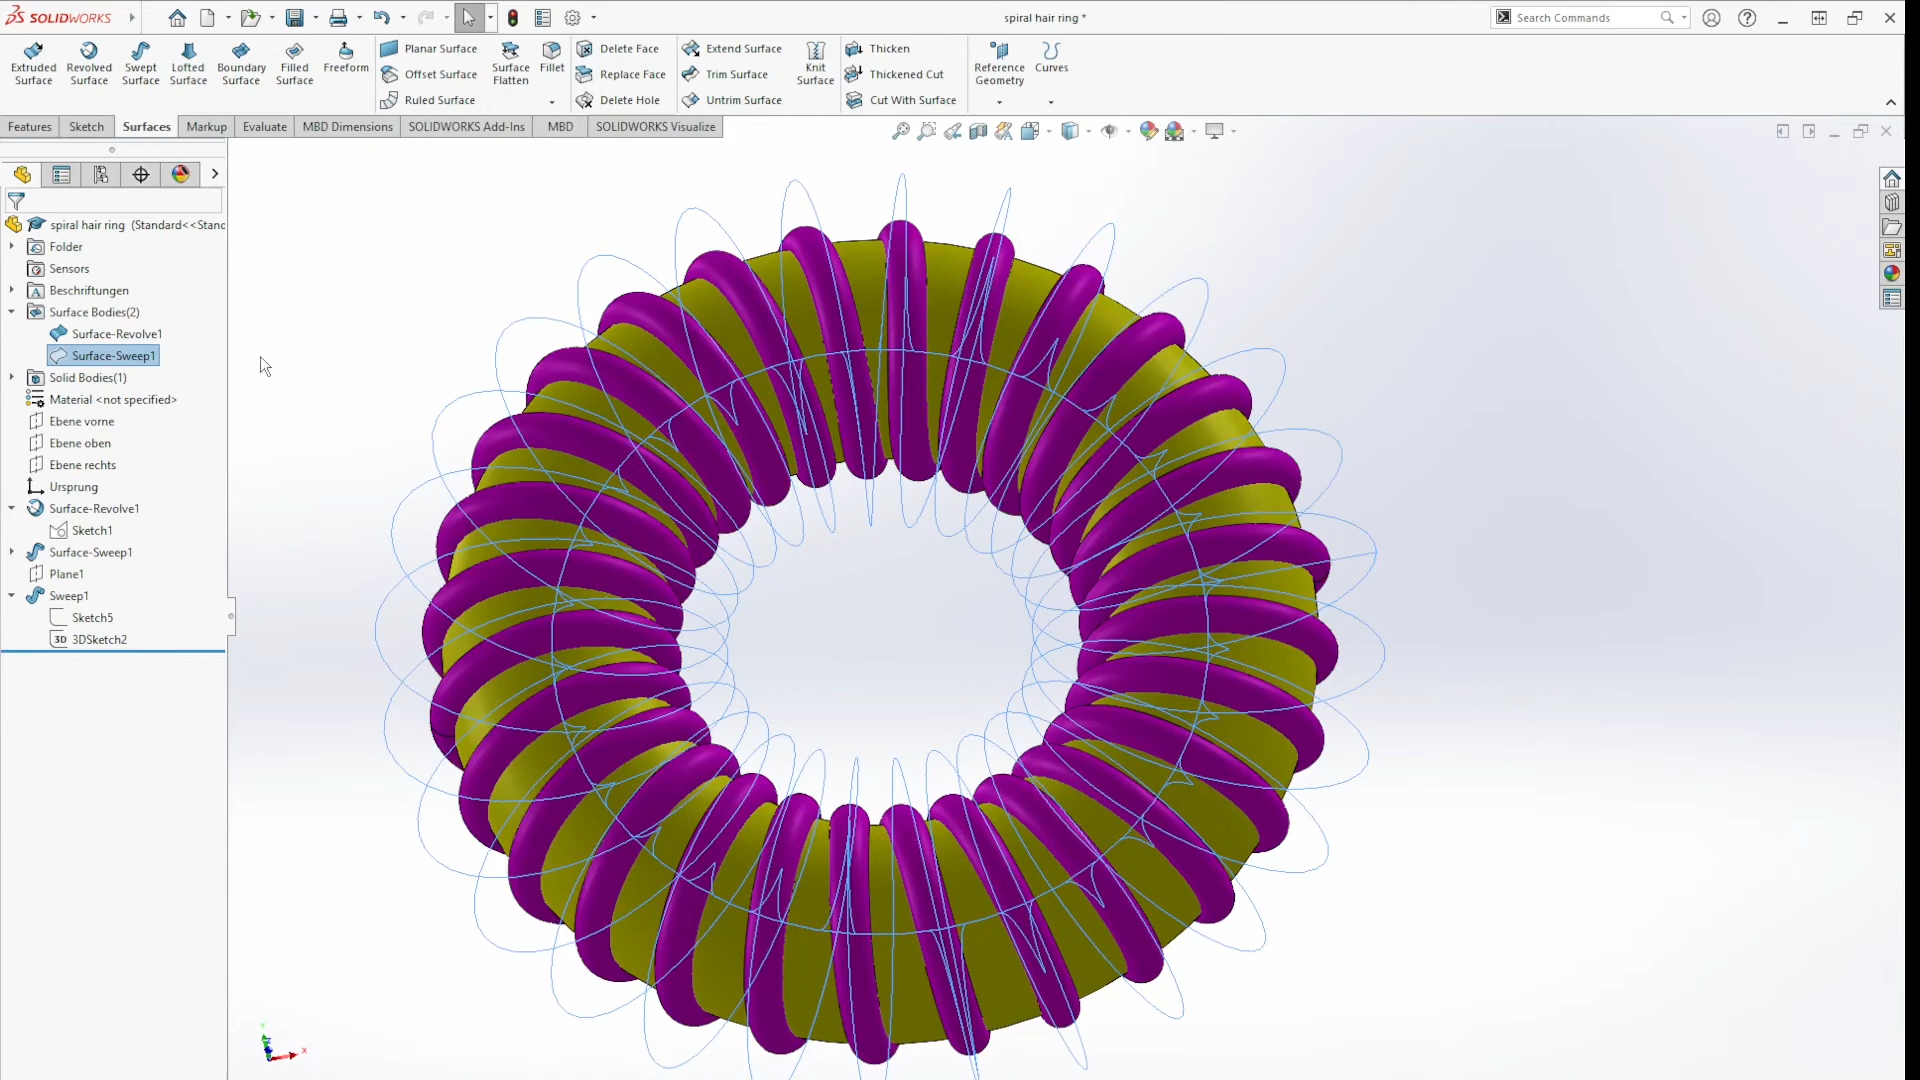 SOLIDWORKS
spiral hair ring *
Search Commands
Extruded Surface
Revolved Surface
Swept Surface
Lofted Surface
Boundary Surface
Filled Surface
Freeform
Planar Surface
Offset Surface
Ruled Surface
Surface Flatten
Fillet
Delete Face
Replace Face
Delete Hole
Extend Surface
Trim Surface
Untrim Surface
Knit Surface
Thicken
Thickened Cut
Cut With Surface
Reference Geometry
Curves
Features
Sketch
Surfaces
Markup
Evaluate
MBD Dimensions
SOLIDWORKS Add-Ins
MBD
SOLIDWORKS Visualize
spiral hair ring (Standard<<Stanc
Folder
Sensors
Beschriftungen
Surface Bodies(2)
Surface-Revolve1
Surface-Sweep1
Solid Bodies(1)
Material <not specified>
Ebene vorne
Ebene oben
Ebene rechts
Ursprung
Surface-Revolve1
Sketch1
Surface-Sweep1
Plane1
Sweep1
Sketch5
3D 3DSketch2
Y
X